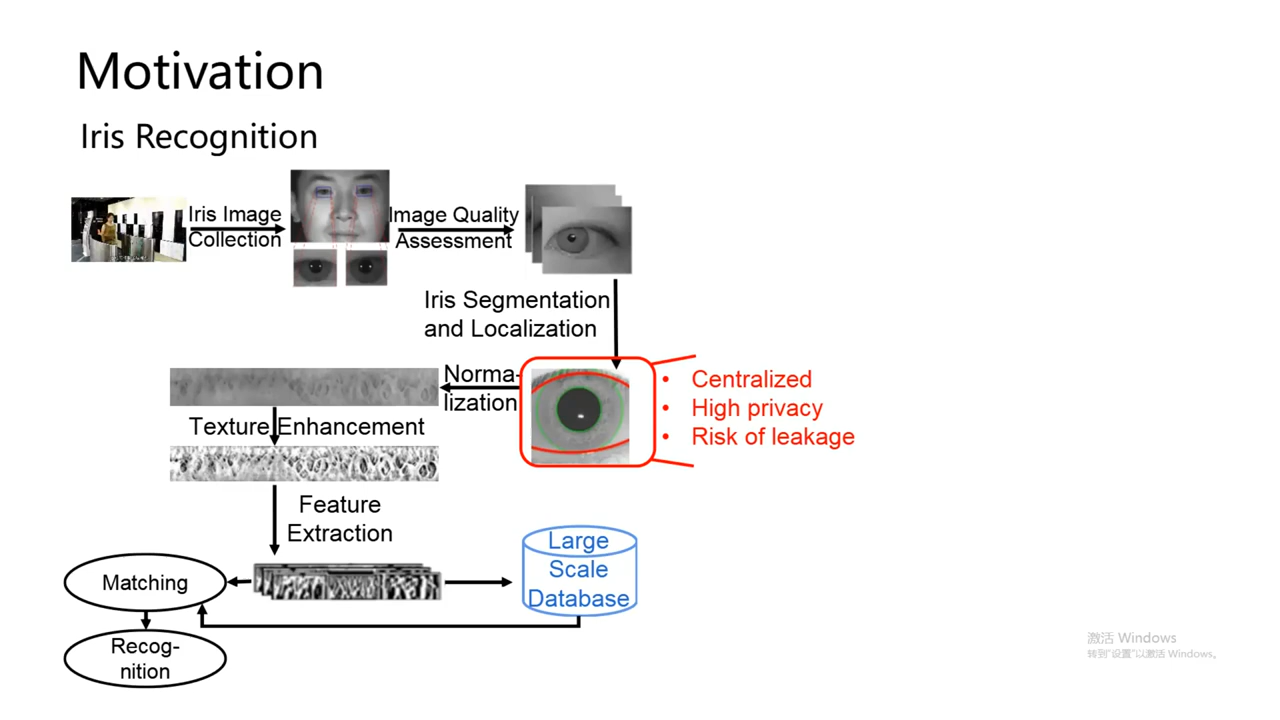 Motivation
Iris Recognition
Iris Image
Collection
Image Quality
Assessment
Iris Segmentation
and Localization
Norma-
lization
• Centralized
• High privacy
• Risk of leakage
Texture Enhancement
Feature
Extraction
Large
Scale
Database
Matching
Recog-
nition
激活 Windows
转到"设置"以激活 Windows。